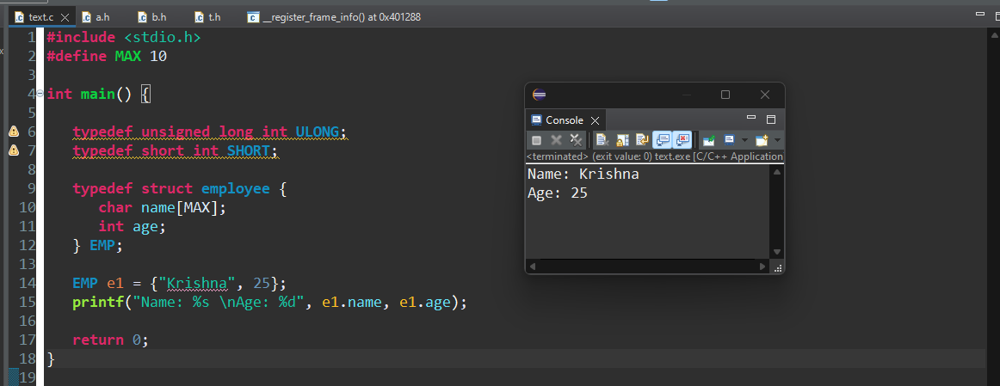 text.c
a.h
b.h
t.h
__register_frame_info() at 0x401288
1 #include <stdio.h>
2 #define MAX 10
3
4 int main() {
5
6    typedef unsigned long int ULONG;
7    typedef short int SHORT;
8
9    typedef struct employee {
10       char name[MAX];
11       int age;
12    } EMP;
13
14    EMP e1 = {"Krishna", 25};
15    printf("Name: %s \nAge: %d", e1.name, e1.age);
16
17    return 0;
18 }
19
Console
<terminated> (exit value: 0) text.exe [C/C++ Application
Name: Krishna
Age: 25